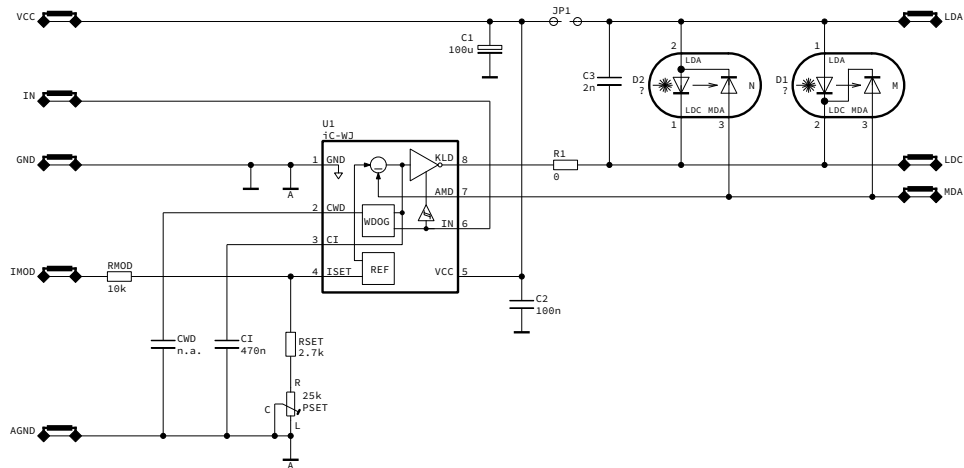 VCC
JP1
LDA
C1
100u
C3
2n
D2
?
2
LDA
LDC MDA
N
1
3
D1
?
1
LDA
LDC MDA
M
2
3
IN
U1
iC-WJ
GND
A
1
GND
KLD
8
R1
0
LDC
AMD
7
MDA
2
CWD
WDOG
IN
6
3
CI
IMOD
RMOD
10k
4
ISET
REF
VCC
5
C2
100n
CWD
n.a.
CI
470n
RSET
2.7k
R
25k
PSET
C
L
AGND
A